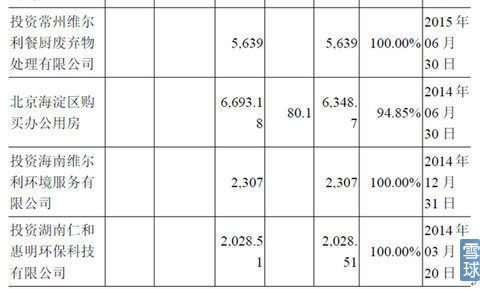 投资常州维尔
利餐厨废弃物
处理有限公司
5,639
5,639
100.00%
2015年
06月
30日
北京海淀区购
买办公用房
6,693.1
8
80.1
6,348.
7
94.85%
2014年
06月
30日
投资海南维尔
利环境服务有
限公司
2,307
2,307
100.00%
2014年
12月
31日
投资湖南仁和
惠明环保科技
有限公司
2,028.5
1
2,028.
51
100.00%
2014年
03月
20日
雪球